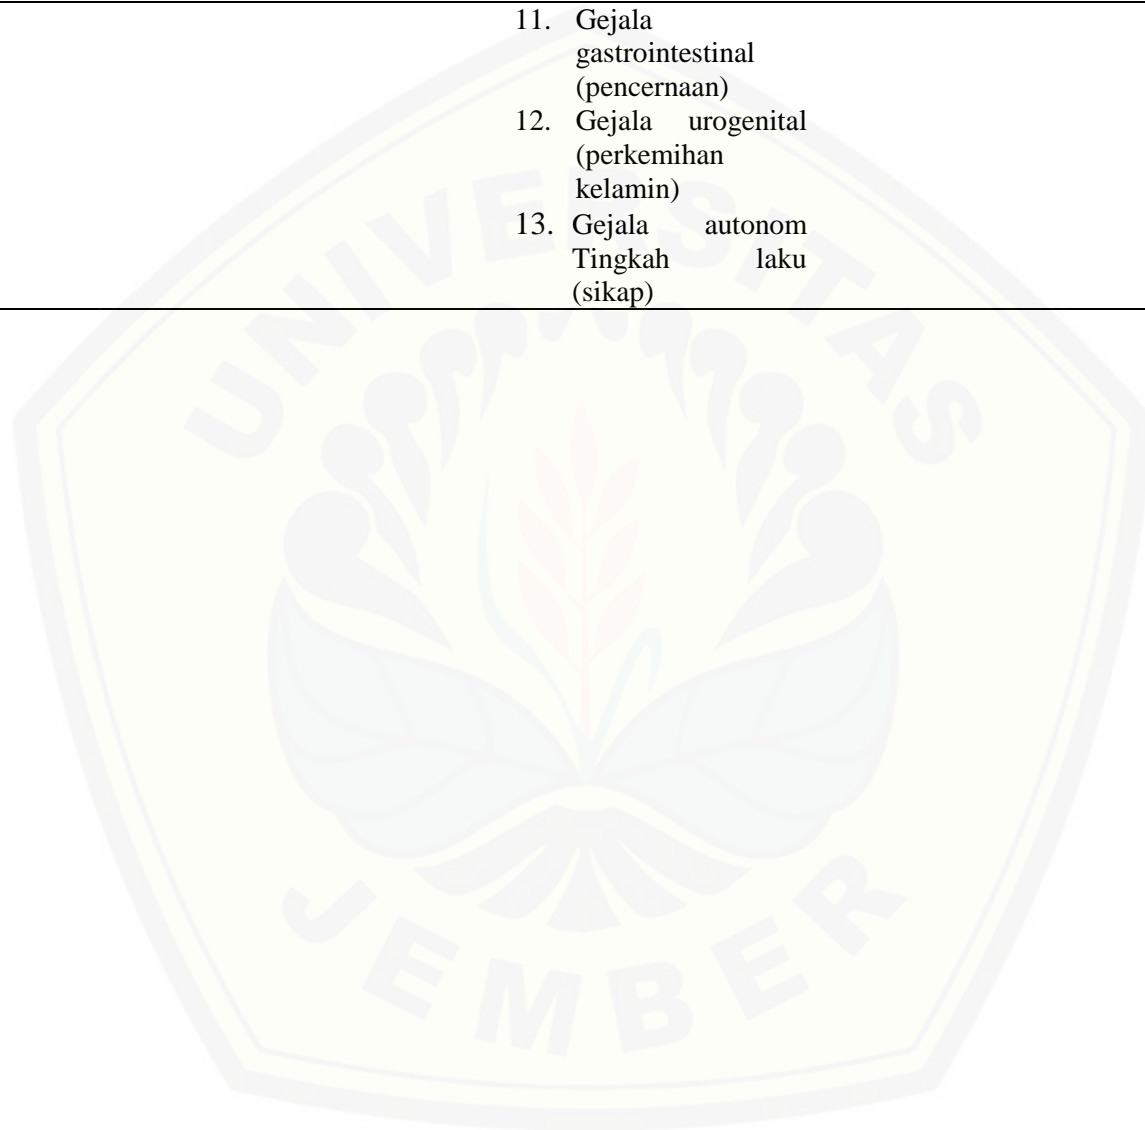 11. Gejala
gastrointestinal
(pencernaan)
12. Gejala urogenital
(perkemihan
kelamin)
13. Gejala autonom
Tingkah laku
(sikap)
UNIVERSITAS
JEMBER